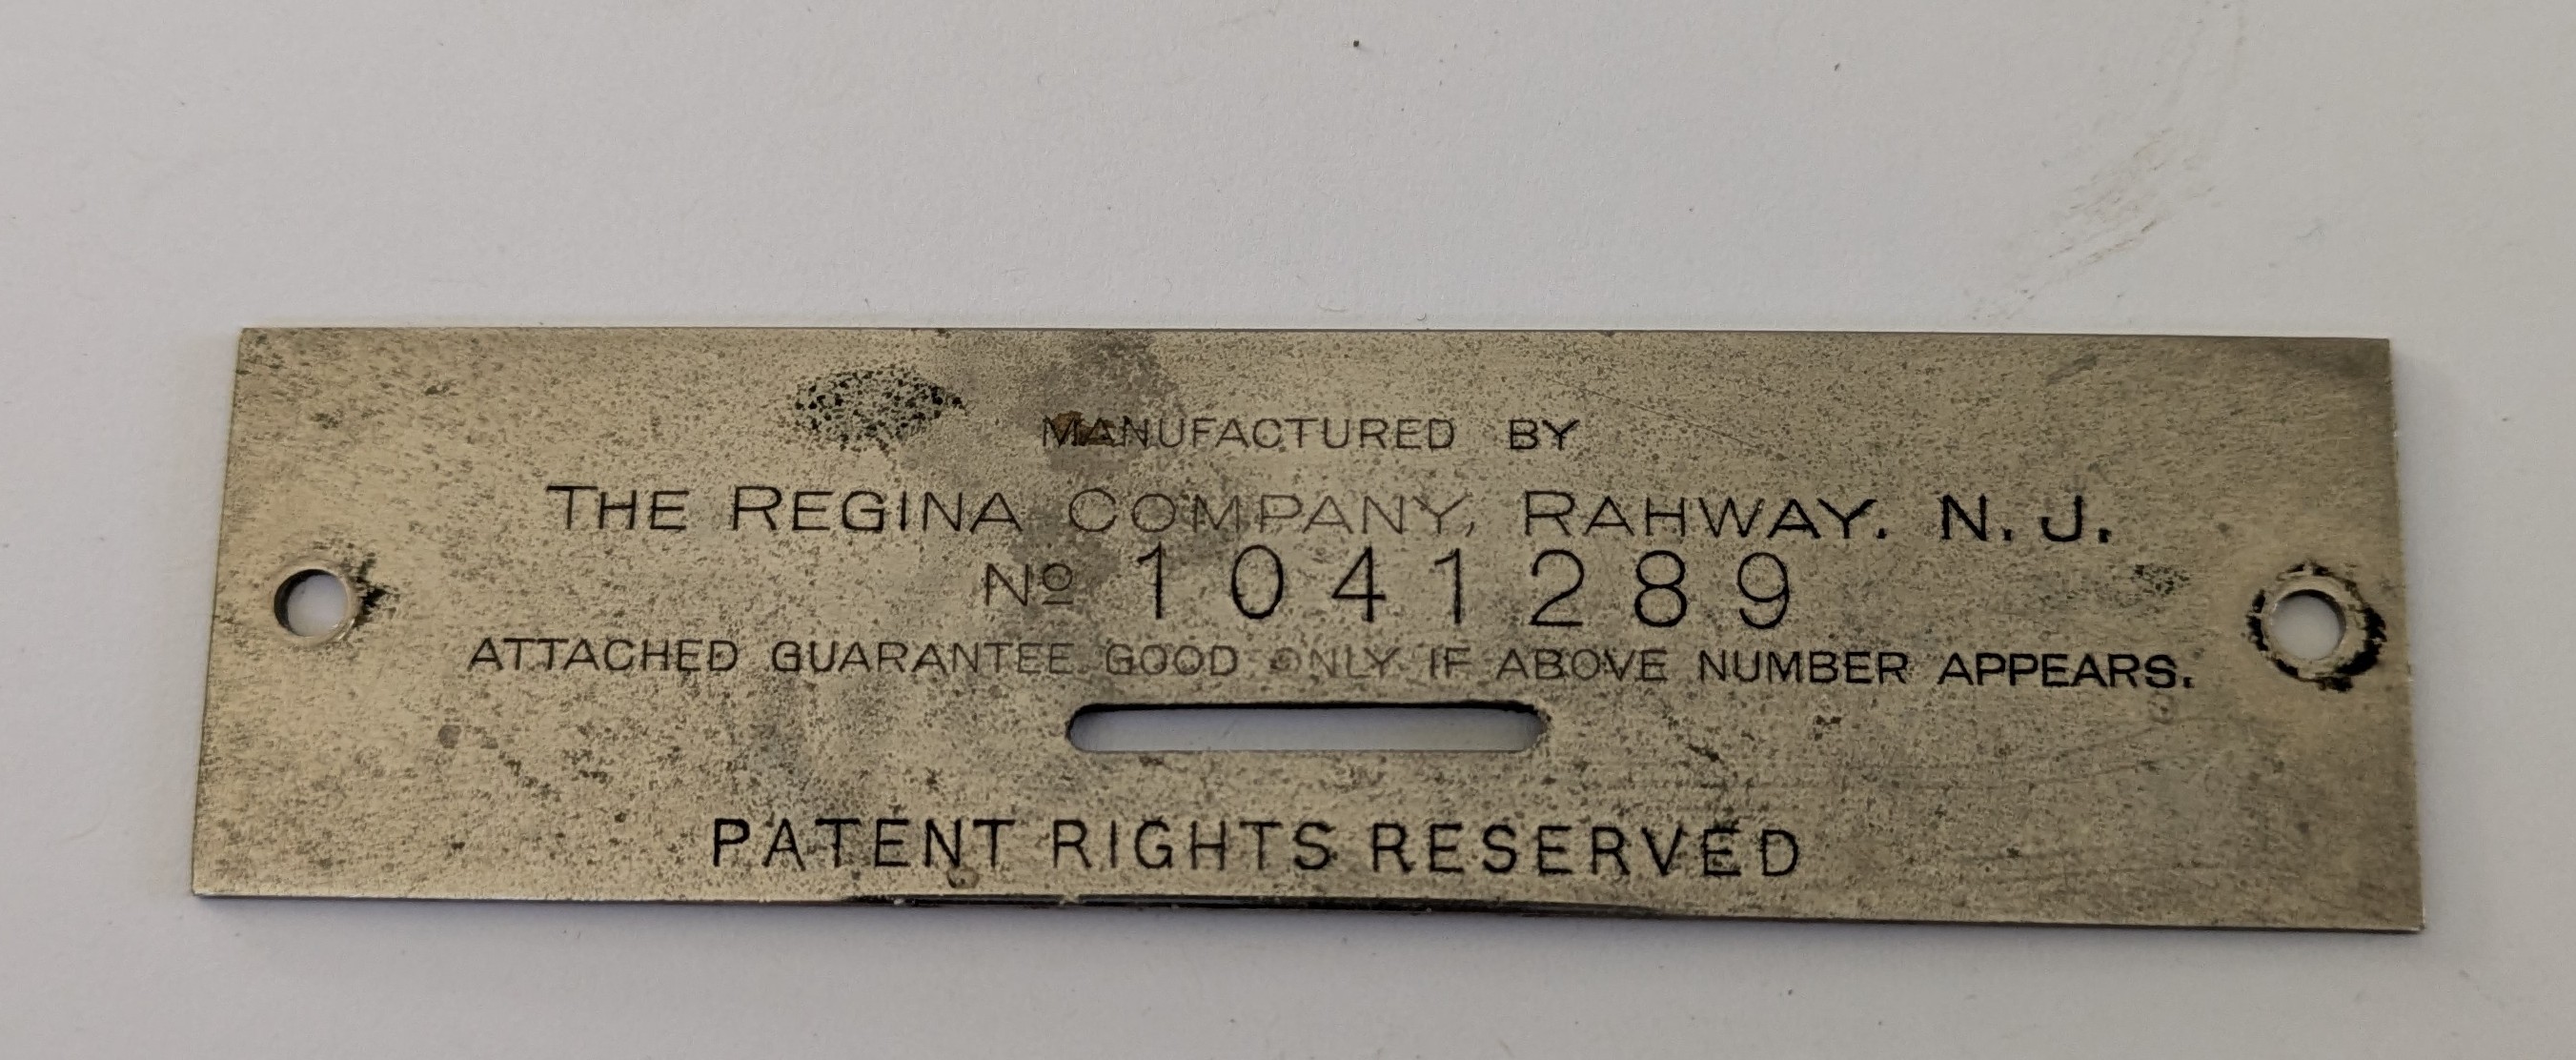 MANUFACTURED BY
THE REGINA COMPANY, RAHWAY. N. J.
Nº 1041289
ATTACHED GUARANTEE GOOD ONLY IF ABOVE NUMBER APPEARS.
PATENT RIGHTS RESERVED